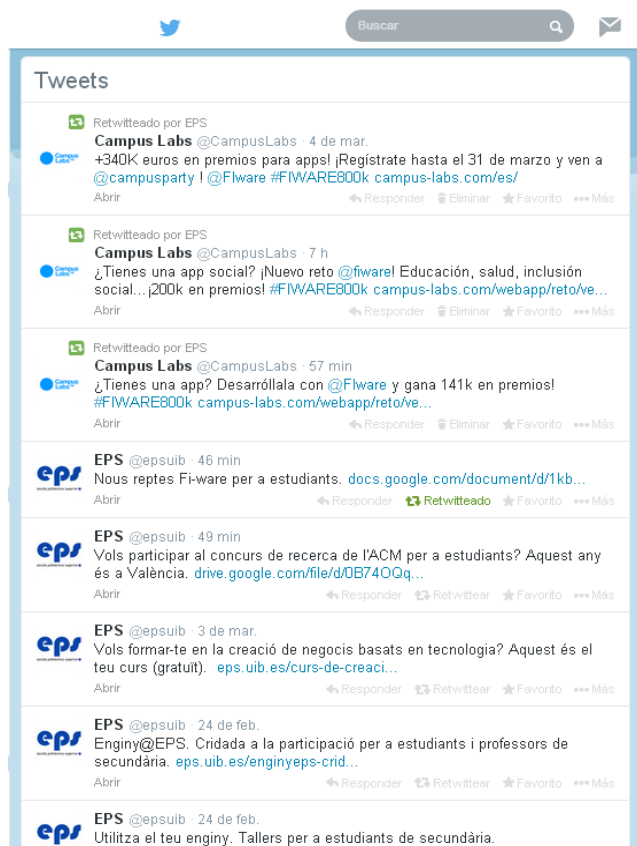 Buscar
Tweets
Retwitteado por EPS
Campus Labs @CampusLabs · 4 de mar.
+340K euros en premios para apps! ¡Regístrate hasta el 31 de marzo y ven a
@campusparty ! @FIware #FIWARE800k campus-labs.com/es/
Abrir Responder Eliminar Favorito Más
Retwitteado por EPS
Campus Labs @CampusLabs · 7 h
¿Tienes una app social? ¡Nuevo reto @fiware! Educación, salud, inclusión
social... ¡200k en premios! #FIWARE800k campus-labs.com/webapp/reto/ve...
Abrir Responder Eliminar Favorito Más
Retwitteado por EPS
Campus Labs @CampusLabs · 57 min
¿Tienes una app? Desarróllala con @FIware y gana 141k en premios!
#FIWARE800k campus-labs.com/webapp/reto/ve...
Abrir Responder Eliminar Favorito Más
eps
EPS @epsuib · 46 min
Nous reptes Fi-ware per a estudiants. docs.google.com/document/d/1kb...
Abrir Responder Retwitteado Favorito Más
eps
EPS @epsuib · 49 min
Vols participar al concurs de recerca de l'ACM per a estudiants? Aquest any
és a València. drive.google.com/file/d/0B74OQq...
Abrir Responder Retwittear Favorito Más
eps
EPS @epsuib · 3 de mar.
Vols formar-te en la creació de negocis basats en tecnologia? Aquest és el
teu curs (gratuït). eps.uib.es/curs-de-creaci...
Abrir Responder Retwittear Favorito Más
eps
EPS @epsuib · 24 de feb.
Enginy@EPS. Cridada a la participació per a estudiants i professors de
secundària. eps.uib.es/enginyeps-crid...
Abrir Responder Retwittear Favorito Más
eps
EPS @epsuib · 24 de feb.
Utilitza el teu enginy. Tallers per a estudiants de secundària.